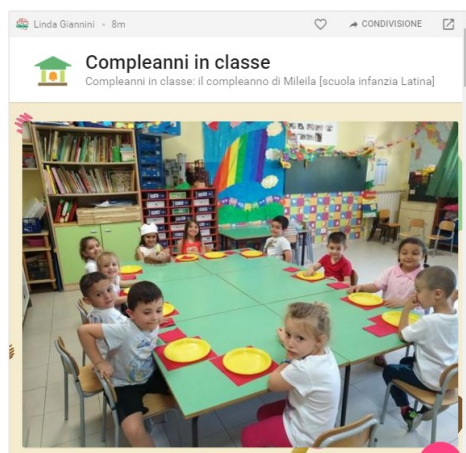 Linda Giannini • 8m
CONDIVISIONE
Compleanni in classe
Compleanni in classe: il compleanno di Mileila [scuola infanzia Latina]